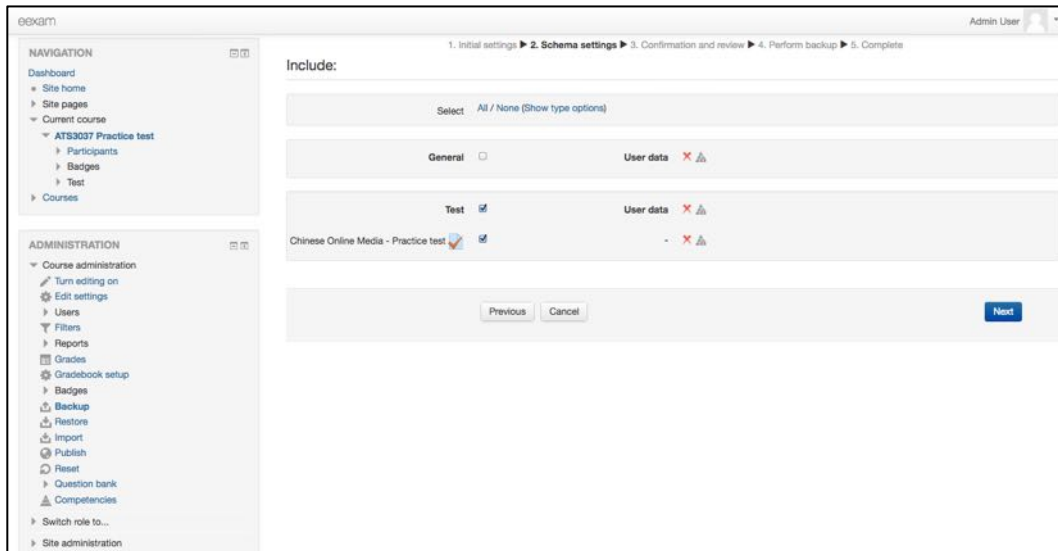 eexam
Admin User
NAVIGATION
Dashboard
Site home
Site pages
Current course
ATS3037 Practice test
Participants
Badges
Test
Courses
ADMINISTRATION
Course administration
Turn editing on
Edit settings
Users
Filters
Reports
Grades
Gradebook setup
Badges
Backup
Restore
Import
Publish
Reset
Question bank
Competencies
Switch role to...
Site administration
1. Initial settings ► 2. Schema settings ► 3. Confirmation and review ► 4. Perform backup ► 5. Complete
Include:
Select All / None (Show type options)
General User data
Test User data
Chinese Online Media - Practice test -
Previous Cancel Next